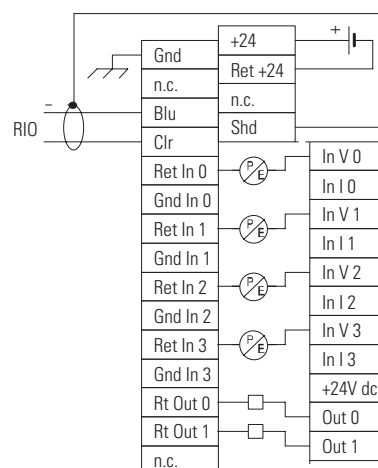 +24
+
Gnd
Ret +24
n.c.
n.c.
-
Blu
Shd
RIO
Clr
Ret In 0
P/E
In V 0
Gnd In 0
In I 0
Ret In 1
P/E
In V 1
Gnd In 1
In I 1
Ret In 2
P/E
In V 2
Gnd In 2
In I 2
Ret In 3
P/E
In V 3
Gnd In 3
In I 3
Rt Out 0
+24V dc
Rt Out 1
Out 0
n.c.
Out 1